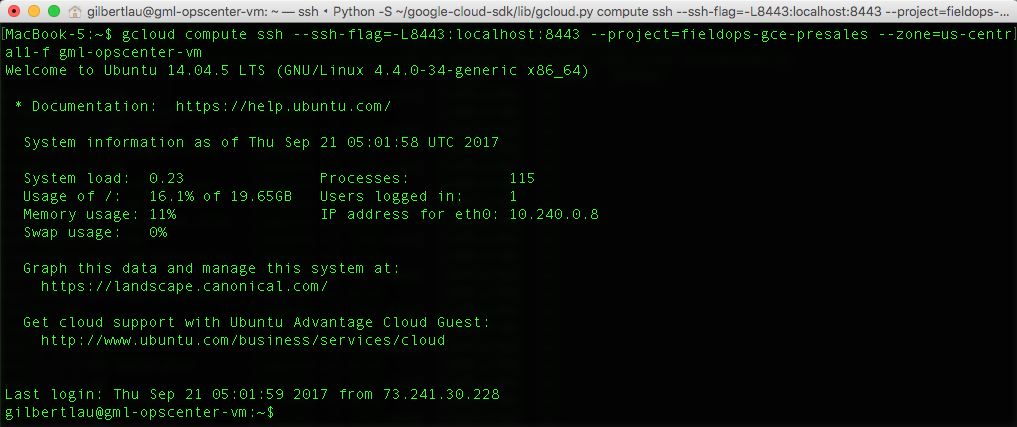 gilbertlau@gml-opscenter-vm: ~ — ssh ‹ Python -S ~/google-cloud-sdk/lib/gcloud.py compute ssh --ssh-flag=-L8443:localhost:8443 --project=fieldops-...
[MacBook-5:~$ gcloud compute ssh --ssh-flag=-L8443:localhost:8443 --project=fieldops-gce-presales --zone=us-centr]
al1-f gml-opscenter-vm
Welcome to Ubuntu 14.04.5 LTS (GNU/Linux 4.4.0-34-generic x86_64)
* Documentation:  https://help.ubuntu.com/
System information as of Thu Sep 21 05:01:58 UTC 2017
System load:  0.23                Processes:           115
Usage of /:   16.1% of 19.65GB   Users logged in:     1
Memory usage: 11%                IP address for eth0: 10.240.0.8
Swap usage:   0%
Graph this data and manage this system at:
https://landscape.canonical.com/
Get cloud support with Ubuntu Advantage Cloud Guest:
http://www.ubuntu.com/business/services/cloud
Last login: Thu Sep 21 05:01:59 2017 from 73.241.30.228
gilbertlau@gml-opscenter-vm:~$